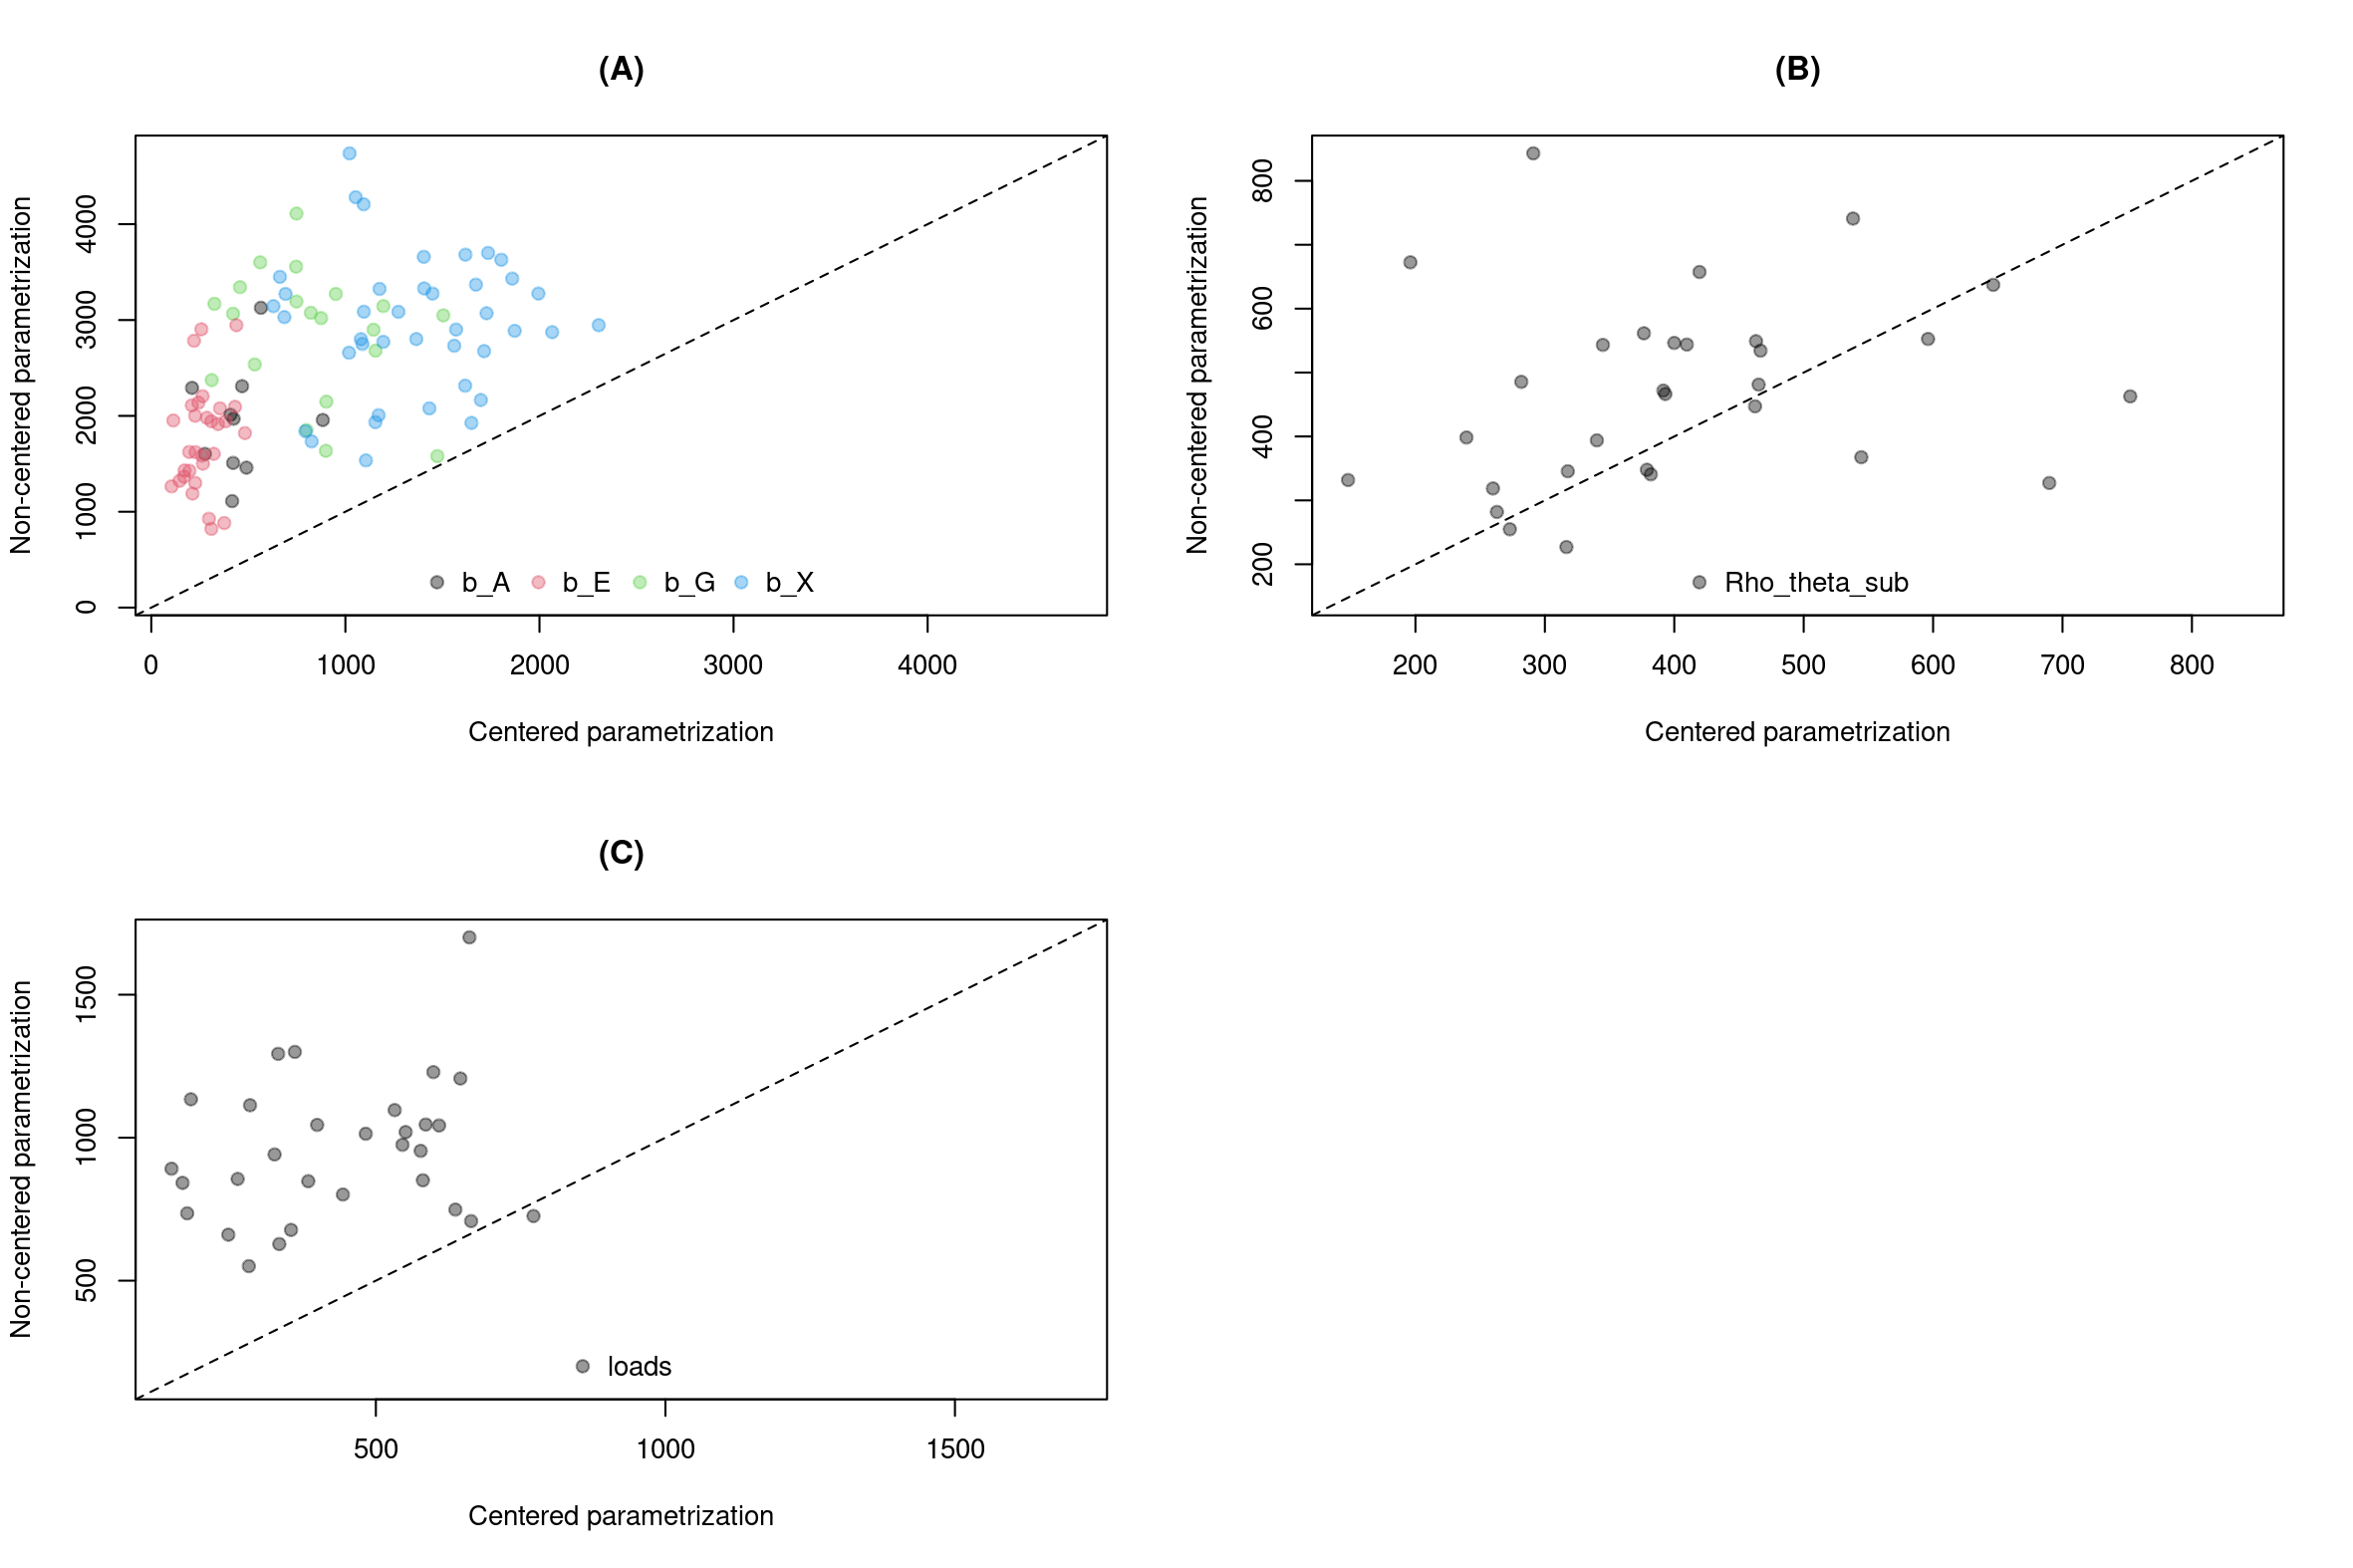 (A)
Non-centered parametrization
4000
3000
2000
1000
0
b_A b_E b_G b_X
0 1000 2000 3000 4000
Centered parametrization
(B)
Non-centered parametrization
800
600
400
200
Rho_theta_sub
200 300 400 500 600 700 800
Centered parametrization
(C)
Non-centered parametrization
1500
1000
500
loads
500 1000 1500
Centered parametrization